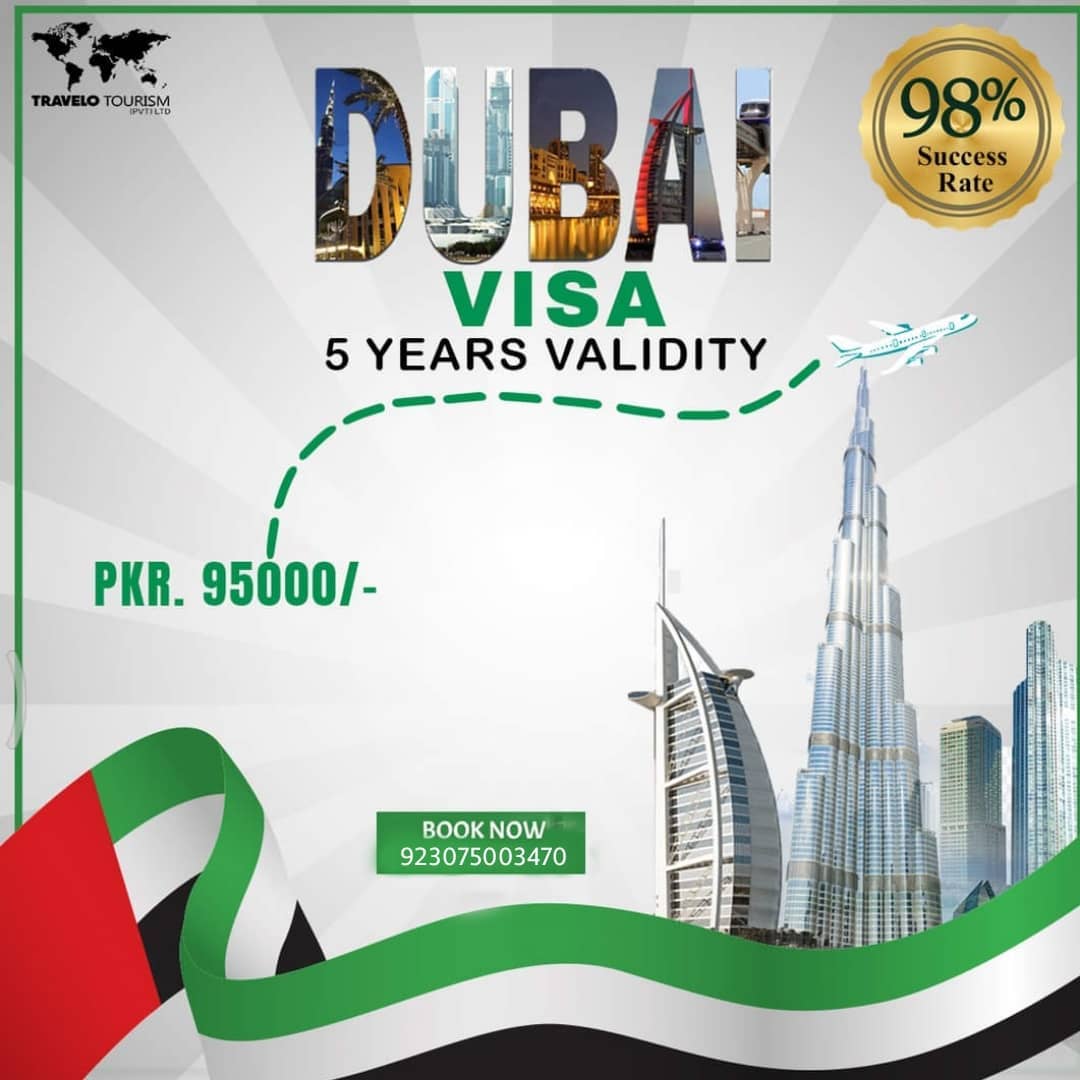 TRAVELO TOURISM
(PVT) LTD
DUBAI
98%
Success
Rate
VISA
5 YEARS VALIDITY
PKR. 95000/-
BOOK NOW
923075003470